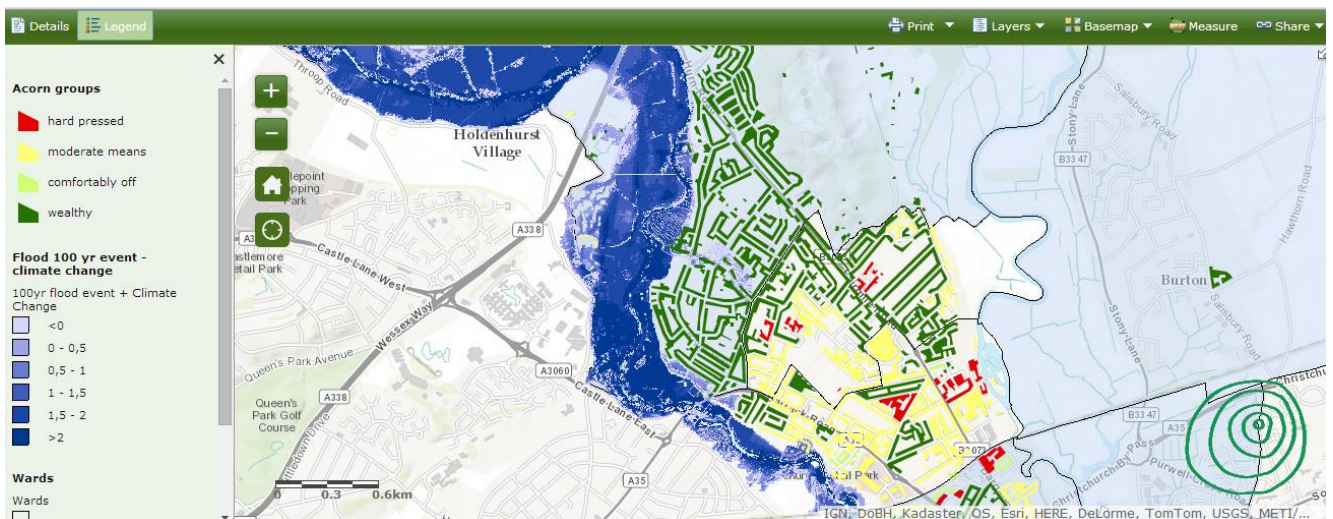 Details
Legend
Print
Layers
Basemap
Measure
Share
Acorn groups
hard pressed
moderate means
comfortably off
wealthy
Flood 100 yr event -
climate change
100yr flood event + Climate
Change
<0
0 - 0,5
0,5 - 1
1 - 1,5
1,5 - 2
>2
Wards
Wards
Throop Road
Holdenhurst
Village
Park
A338
Castle-Lane-West
Wessex Way
Queen's Park Avenue
A3060
Castle-Lane-East
A338
Queen's
Park Golf
Course
A35
0 0.3 0.6km
Stony-Lane
Salisbury Road
B33 47
Hawthorn Road
Burton
Salisbury Road
Stony-Lane
B33 47
A35
Christchurch-By-Pass
IGN, DoBH, Kadaster, OS, Esri, HERE, DeLorme, TomTom, USGS, METI/...